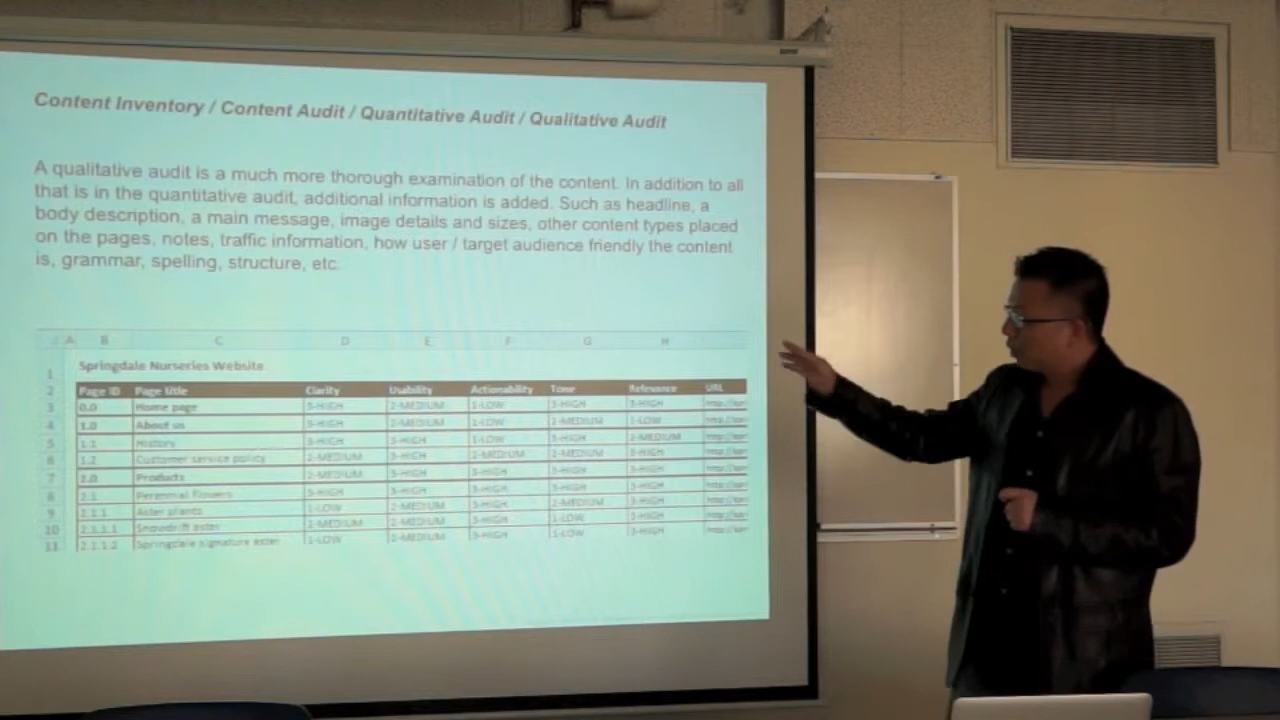 Content Inventory / Content Audit / Quantitative Audit / Qualitative Audit
A qualitative audit is a much more thorough examination of the content. In addition to all
that is in the quantitative audit, additional information is added. Such as headline, a
body description, a main message, image details and sizes, other content types placed
on the pages, notes, traffic information, how user / target audience friendly the content
is, grammar, spelling, structure, etc.
A B C D E F G H
1 Springdale Nurseries Website
2 Page ID Page title Clarity Usability Actionability Tone Relevance URL
3 0.0 Home page 3-HIGH 2-MEDIUM 1-LOW 3-HIGH 3-HIGH
4 1.0 About us 3-HIGH 2-MEDIUM 1-LOW 2-MEDIUM 1-LOW
5 1.1 History 3-HIGH 3-HIGH 1-LOW 3-HIGH 2-MEDIUM
6 1.2 Customer service policy 2-MEDIUM 3-HIGH 2-MEDIUM 2-MEDIUM 3-HIGH
7 2.0 Products 2-MEDIUM 3-HIGH 3-HIGH 3-HIGH 3-HIGH
8 2.1 Perennial flowers 3-HIGH 3-HIGH 3-HIGH 3-HIGH 3-HIGH
9 2.1.1 Aster plants 1-LOW 2-MEDIUM 3-HIGH 2-MEDIUM 3-HIGH
10 2.1.1.1 Snowdrift aster 2-MEDIUM 2-MEDIUM 3-HIGH 1-LOW 3-HIGH
11 2.1.1.2 Springdale signature aster 1-LOW 2-MEDIUM 3-HIGH 1-LOW 3-HIGH